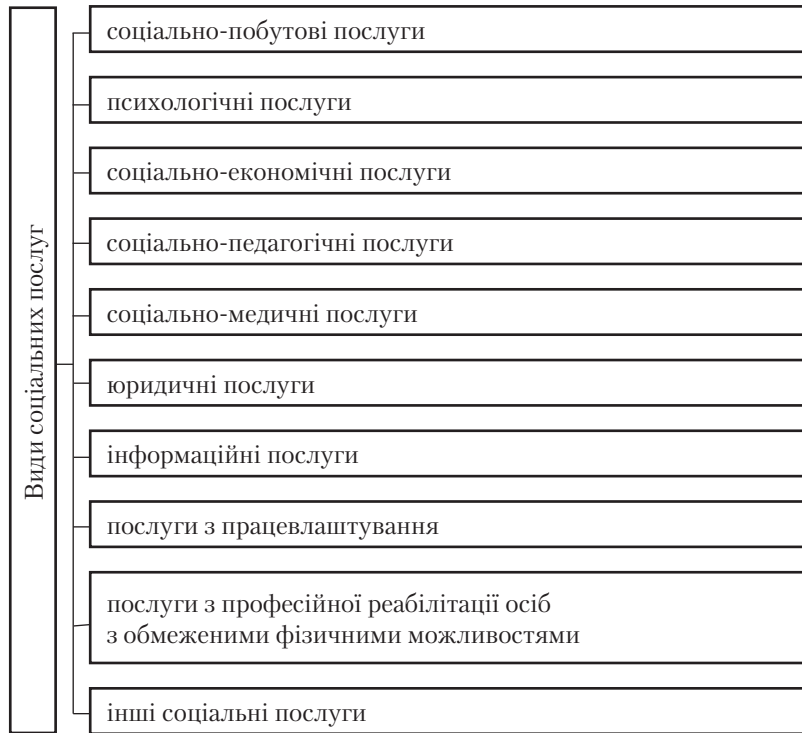 Види соціальних послуг
соціально-побутові послуги
психологічні послуги
соціально-економічні послуги
соціально-педагогічні послуги
соціально-медичні послуги
юридичні послуги
інформаційні послуги
послуги з працевлаштування
послуги з професійної реабілітації осіб
з обмеженими фізичними можливостями
інші соціальні послуги